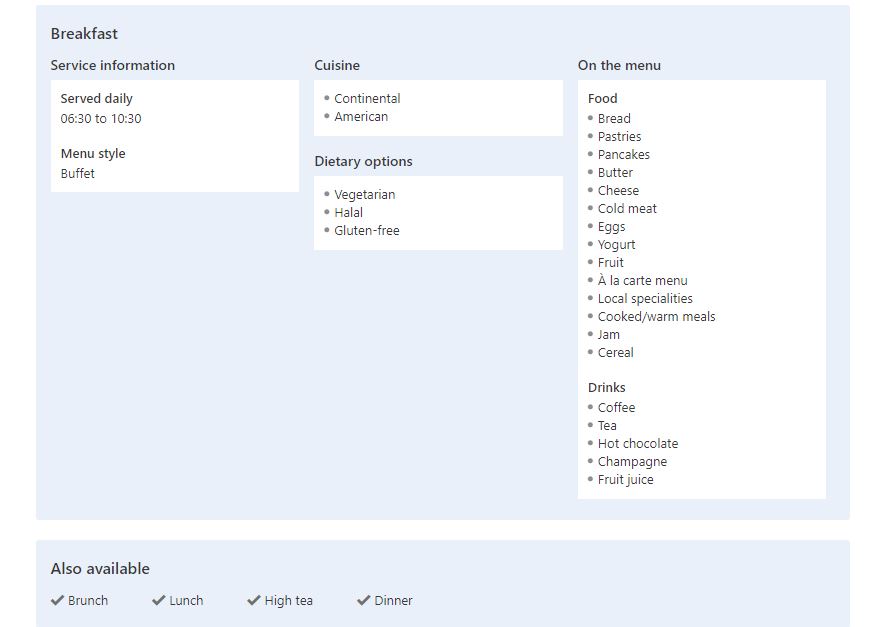 Breakfast
Service information
Served daily
06:30 to 10:30
Menu style
Buffet
Cuisine
Continental
American
Dietary options
Vegetarian
Halal
Gluten-free
On the menu
Food
Bread
Pastries
Pancakes
Butter
Cheese
Cold meat
Eggs
Yogurt
Fruit
À la carte menu
Local specialities
Cooked/warm meals
Jam
Cereal
Drinks
Coffee
Tea
Hot chocolate
Champagne
Fruit juice
Also available
Brunch Lunch High tea Dinner